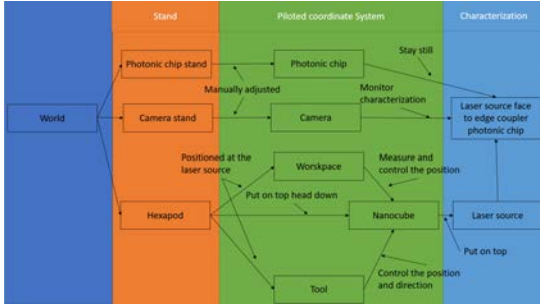 Stand
Piloted coordinate System
Characterization
Stay still
Photonic chip stand
Photonic chip
Manually adjusted
Monitor
characterization
World
Camera stand
Camera
Laser source face
to edge coupler
photonic chip
Positioned at the
laser source
Worskpace
Measure and
control the position
Put on top head down
Hexapod
Nanocube
Laser source
Put on top
Control the position
and direction
Tool